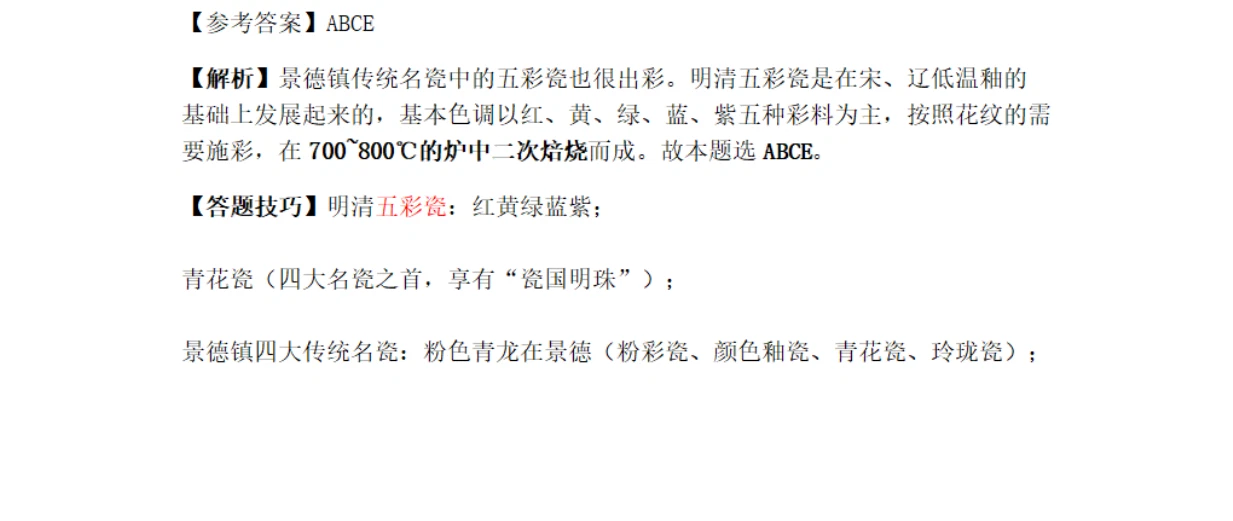 【参考答案】ABCE
【解析】景德镇传统名瓷中的五彩瓷也很出彩。明清五彩瓷是在宋、辽低温釉的
基础上发展起来的，基本色调以红、黄、绿、蓝、紫五种彩料为主，按照花纹的需
要施彩，在 700~800℃的炉中二次焙烧而成。故本题选 ABCE。
【答题技巧】明清五彩瓷：红黄绿蓝紫；
青花瓷（四大名瓷之首，享有“瓷国明珠”）；
景德镇四大传统名瓷：粉色青龙在景德（粉彩瓷、颜色釉瓷、青花瓷、玲珑瓷）；